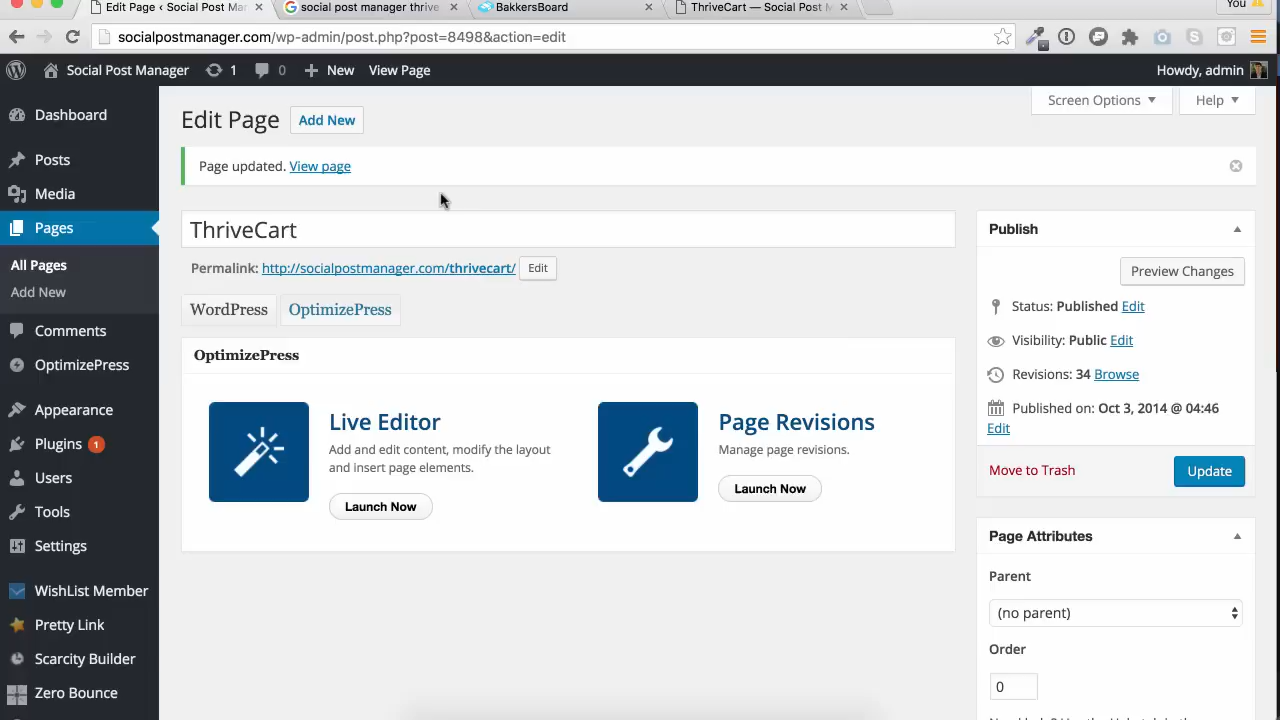 Edit Page < Social Post Mar
social post manager thrive
BakkersBoard
ThriveCart — Social Post M
You
socialpostmanager.com/wp-admin/post.php?post=8498&action=edit
Social Post Manager
1
0
New
View Page
Howdy, admin
Screen Options
Help
Dashboard
Posts
Media
Pages
All Pages
Add New
Comments
OptimizePress
Appearance
Plugins 1
Users
Tools
Settings
WishList Member
Pretty Link
Scarcity Builder
Zero Bounce
Edit Page
Add New
Page updated. View page
ThriveCart
Permalink: http://socialpostmanager.com/thrivecart/
Edit
WordPress
OptimizePress
OptimizePress
Live Editor
Add and edit content, modify the layout
and insert page elements.
Launch Now
Page Revisions
Manage page revisions.
Launch Now
Publish
Preview Changes
Status: Published Edit
Visibility: Public Edit
Revisions: 34 Browse
Published on: Oct 3, 2014 @ 04:46
Edit
Move to Trash
Update
Page Attributes
Parent
(no parent)
Order
0